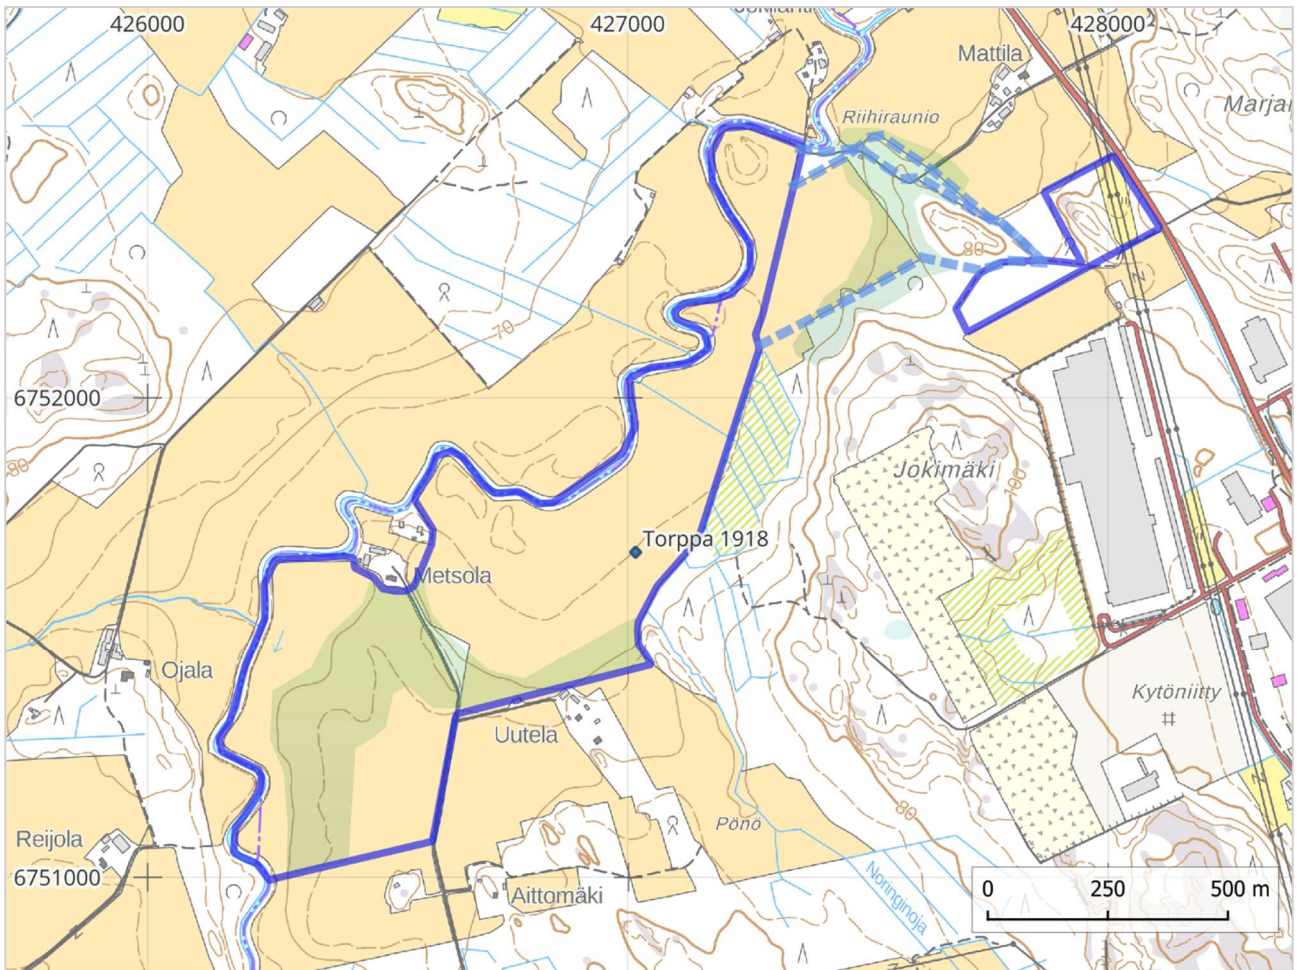 426000
427000
428000
Mattila
Marja
Riihiraunio
80
70
6752000
80
Jokimäki
100
Torppa 1918
Metsola
Ojala
Kytöniitty
Uutela
Reijola
Pönö
80
6751000
Aittomäki
Noringinoja
0 250 500 m